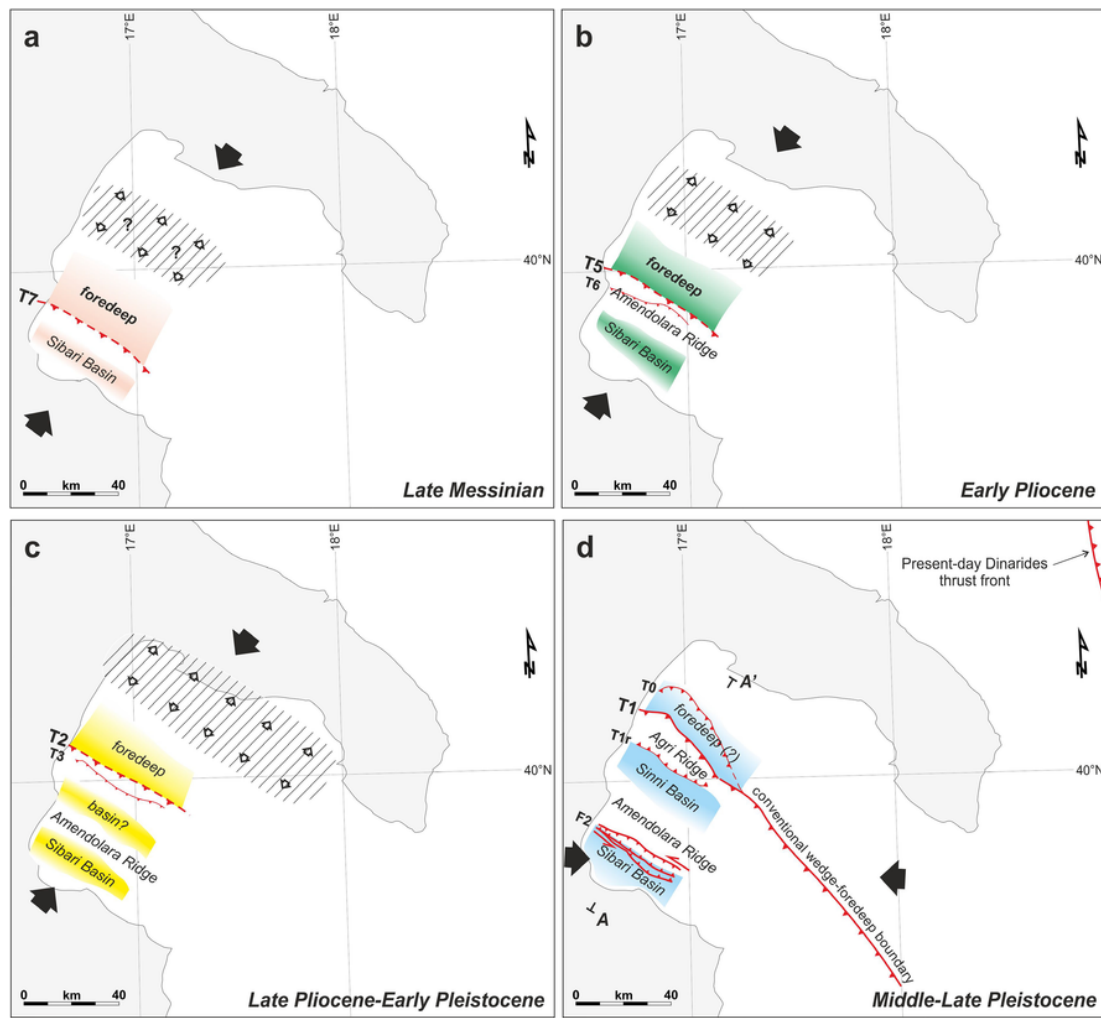 a
17°E
18°E
N
?
?
40°N
T7
foredeep
Sibari Basin
km
0
40
Late Messinian
b
17°E
18°E
N
40°N
T5
foredeep
T6
Amendolara Ridge
Sibari Basin
km
0
40
Early Pliocene
c
17°E
18°E
N
T2
foredeep
T3
40°N
basin?
Amendolara Ridge
Sibari Basin
km
0
40
Late Pliocene-Early Pleistocene
d
17°E
18°E
Present-day Dinarides
thrust front
N
A'
T0
T1
foredeep (?)
T1r
Agri Ridge
40°N
Sinni Basin
conventional wedge-foredeep boundary
Amendolara Ridge
F2
Sibari Basin
A
km
0
40
Middle-Late Pleistocene